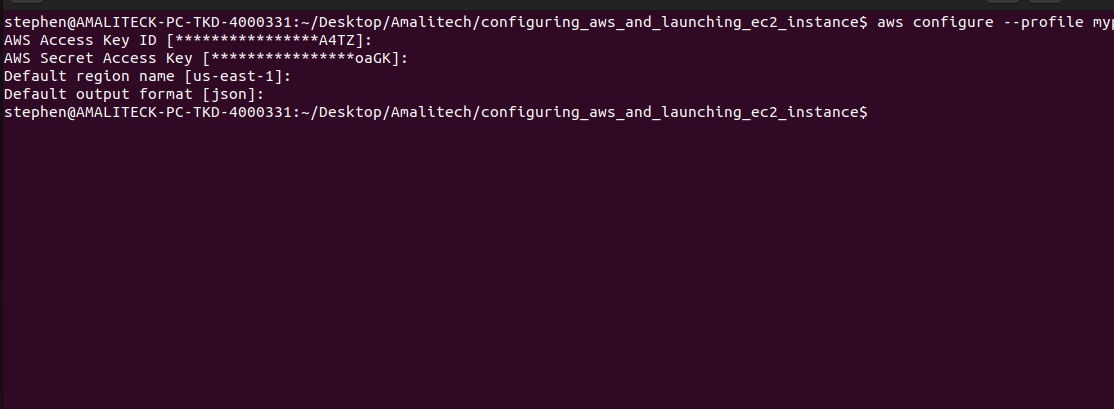 stephen@AMALITECK-PC-TKD-4000331:~/Desktop/Amalitech/configuring_aws_and_launching_ec2_instance$ aws configure --profile myp
AWS Access Key ID [****************A4TZ]:
AWS Secret Access Key [****************oaGK]:
Default region name [us-east-1]:
Default output format [json]:
stephen@AMALITECK-PC-TKD-4000331:~/Desktop/Amalitech/configuring_aws_and_launching_ec2_instance$